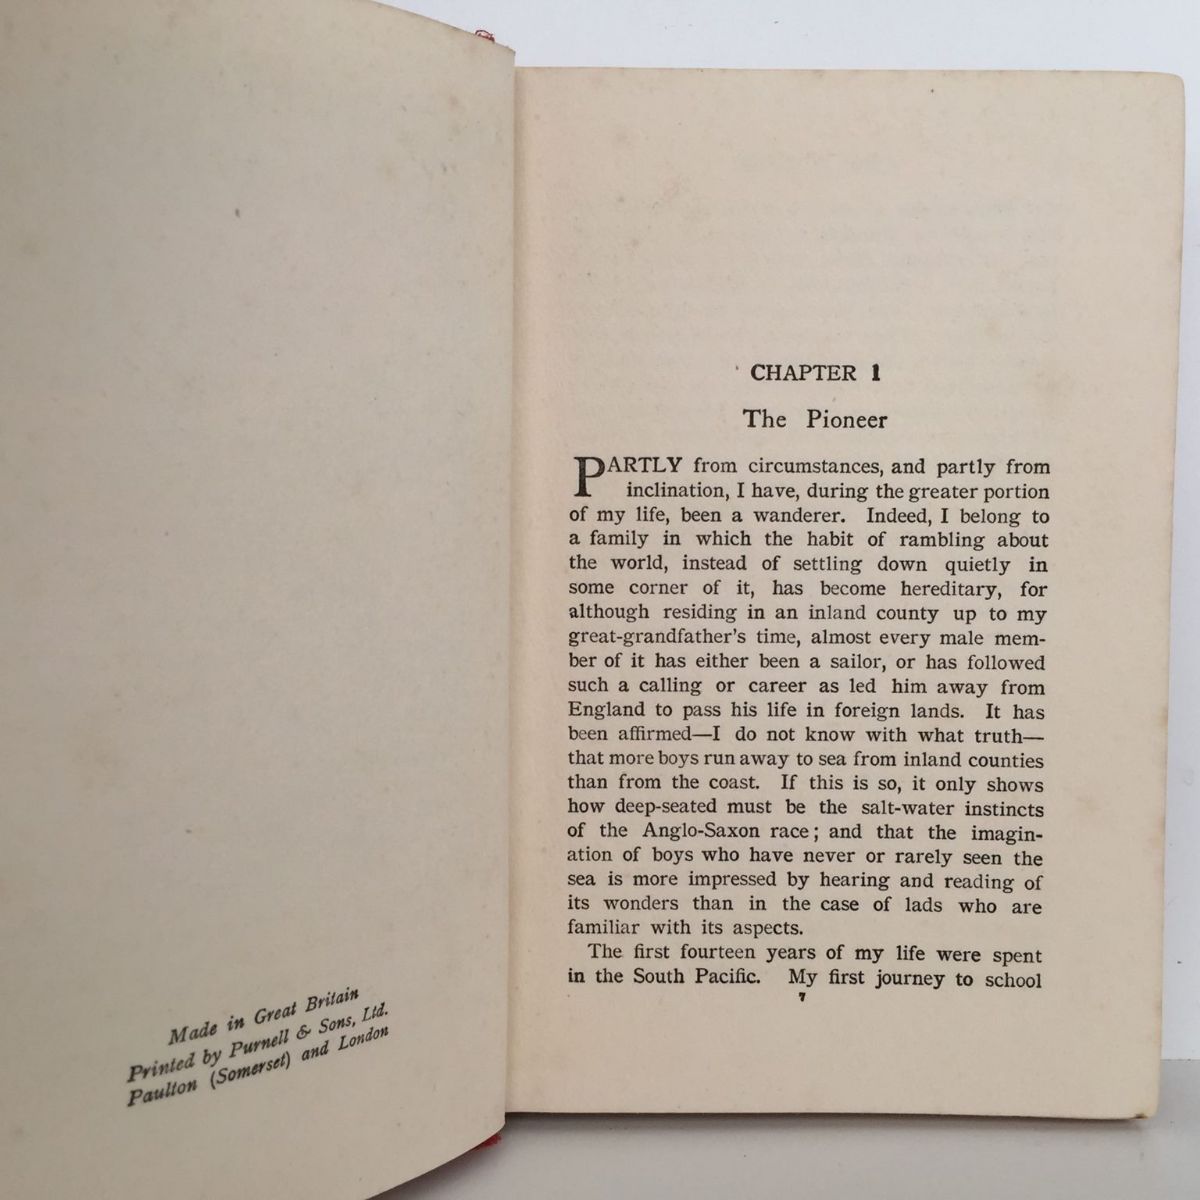 Made in Great Britain
Printed by Purnell & Sons, Ltd.
Paulton (Somerset) and London
CHAPTER 1
The Pioneer
PARTLY from circumstances, and partly from
inclination, I have, during the greater portion
of my life, been a wanderer. Indeed, I belong to
a family in which the habit of rambling about
the world, instead of settling down quietly in
some corner of it, has become hereditary, for
although residing in an inland county up to my
great-grandfather's time, almost every male mem-
ber of it has either been a sailor, or has followed
such a calling or career as led him away from
England to pass his life in foreign lands. It has
been affirmed—I do not know with what truth—
that more boys run away to sea from inland counties
than from the coast. If this is so, it only shows
how deep-seated must be the salt-water instincts
of the Anglo-Saxon race; and that the imagin-
ation of boys who have never or rarely seen the
sea is more impressed by hearing and reading of
its wonders than in the case of lads who are
familiar with its aspects.
The first fourteen years of my life were spent
in the South Pacific. My first journey to school
7